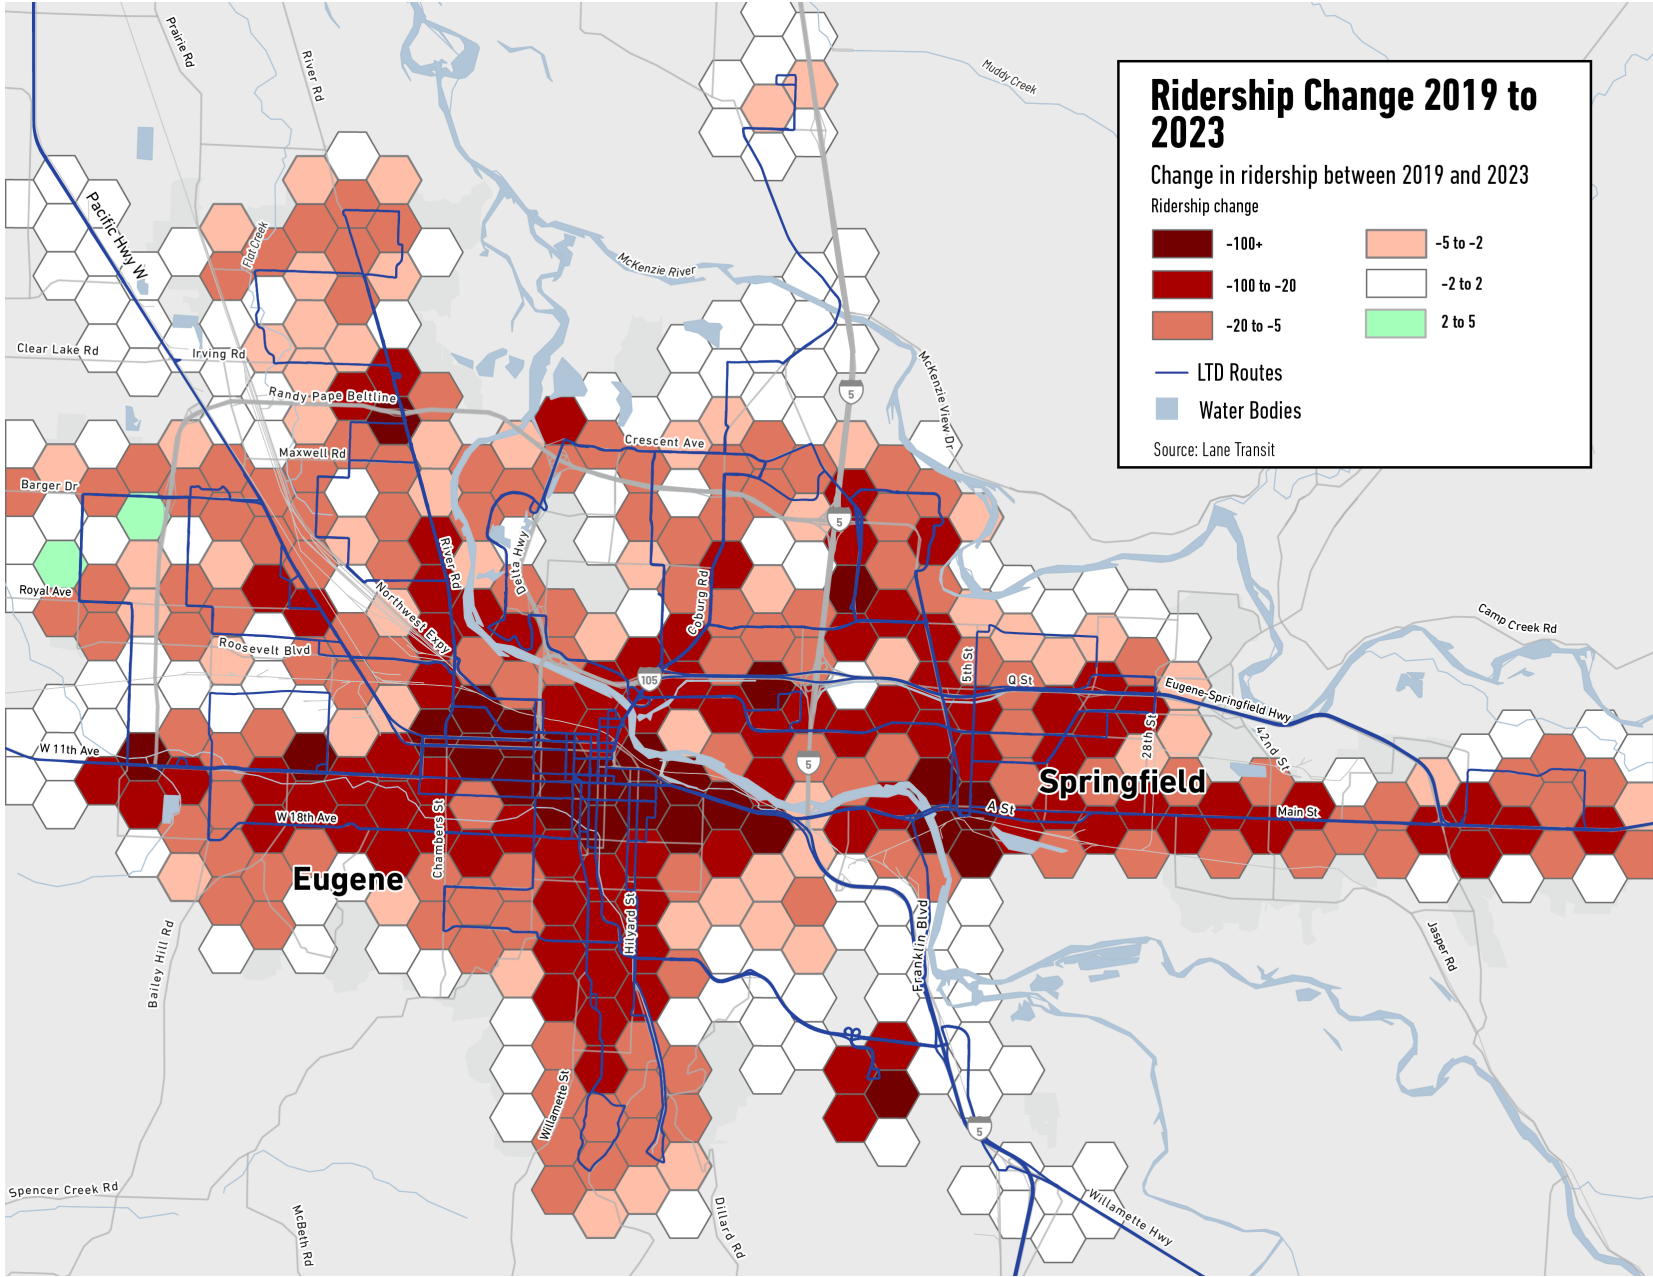 Ridership Change 2019 to
2023
Change in ridership between 2019 and 2023
Ridership change
-100+
-5 to -2
-100 to -20
-2 to 2
-20 to -5
2 to 5
LTD Routes
Water Bodies
Source: Lane Transit
Prairie Rd
River Rd
Muddy Creek
Pacific Hwy W
Flat Creek
McKenzie River
Clear Lake Rd
Irving Rd
McKenzie View Dr
Randy Pape Beltline
5
Crescent Ave
Maxwell Rd
Barger Dr
5
River Rd
Delta Hwy
Royal Ave
Northwest Expy
Coburg Rd
Camp Creek Rd
Roosevelt Blvd
5th St
105
Q St
Eugene-Springfield Hwy
28th St
42nd St
W 11th Ave
5
Springfield
A St
Main St
W 18th Ave
Chambers St
Eugene
Hilyard St
Franklin Blvd
Bailey Hill Rd
Jasper Rd
Willamette St
5
Spencer Creek Rd
McBeth Rd
Dillard Rd
Willamette Hwy